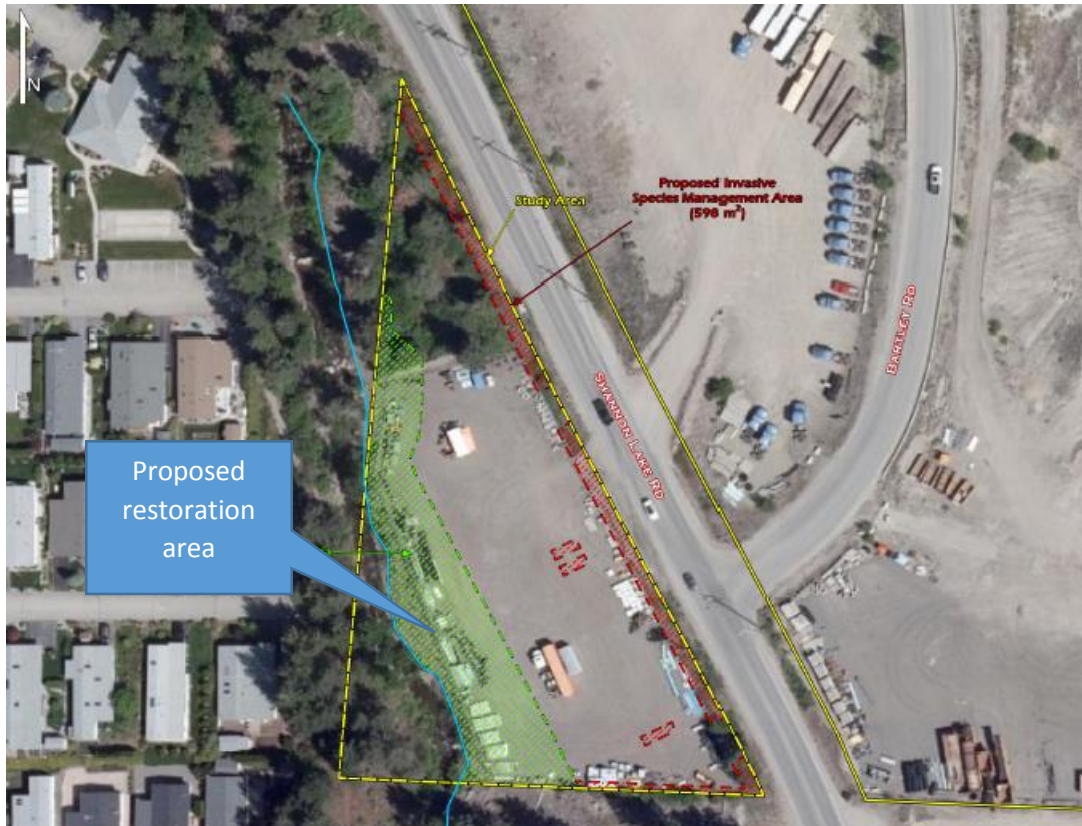 N
Study Area
Proposed Invasive
Species Management Area
(598 m²)
BARTLEY RD
SHANNON LAKE RD
Proposed
restoration
area